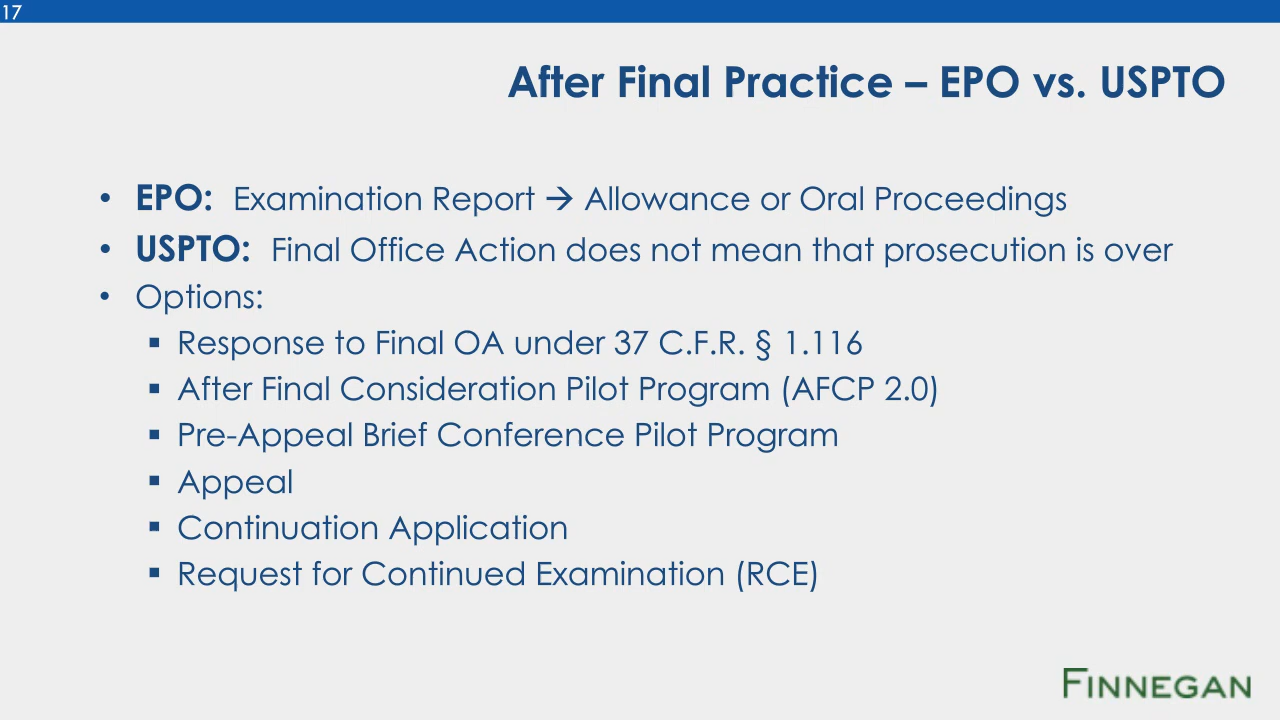 17
After Final Practice – EPO vs. USPTO
• EPO: Examination Report → Allowance or Oral Proceedings
• USPTO: Final Office Action does not mean that prosecution is over
• Options:
▪ Response to Final OA under 37 C.F.R. § 1.116
▪ After Final Consideration Pilot Program (AFCP 2.0)
▪ Pre-Appeal Brief Conference Pilot Program
▪ Appeal
▪ Continuation Application
▪ Request for Continued Examination (RCE)
FINNEGAN